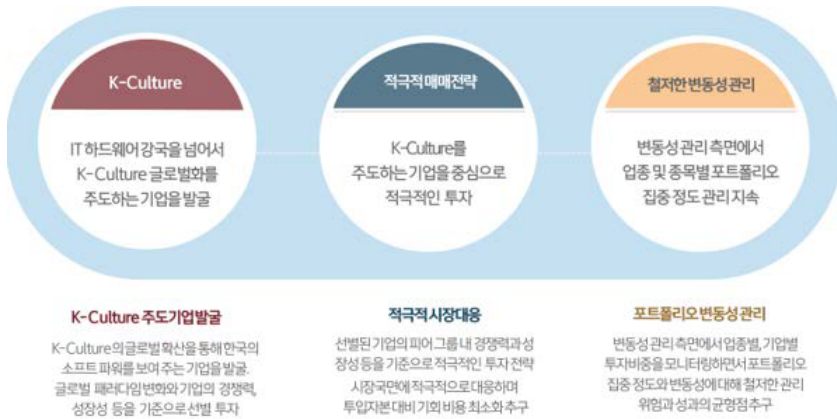 K-Culture
IT 하드웨어 강국을 넘어서
K-Culture 글로벌화를
주도하는 기업을 발굴
적극적 매매전략
K-Culture를
주도하는 기업을 중심으로
적극적인 투자
철저한 변동성 관리
변동성 관리 측면에서
업종 및 종목별 포트폴리오
집중 정도 관리 지속
K-Culture 주도기업 발굴
K-Culture의 글로벌 확산을 통해 한국의
소프트 파워를 보여 주는 기업을 발굴.
글로벌 패러다임 변화와 기업의 경쟁력,
성장성 등을 기준으로 선별 투자
적극적 시장대응
선별된 기업의 피어 그룹 내 경쟁력과 성
장성 등을 기준으로 적극적인 투자 전략
시장국면에 적극적으로 대응하며
투입자본 대비 기회 비용 최소화 추구
포트폴리오 변동성 관리
변동성 관리 측면에서 업종별, 기업별
투자비중을 모니터링하면서 포트폴리오
집중 정도와 변동성에 대해 철저한 관리
위험과 성과의 균형점 추구